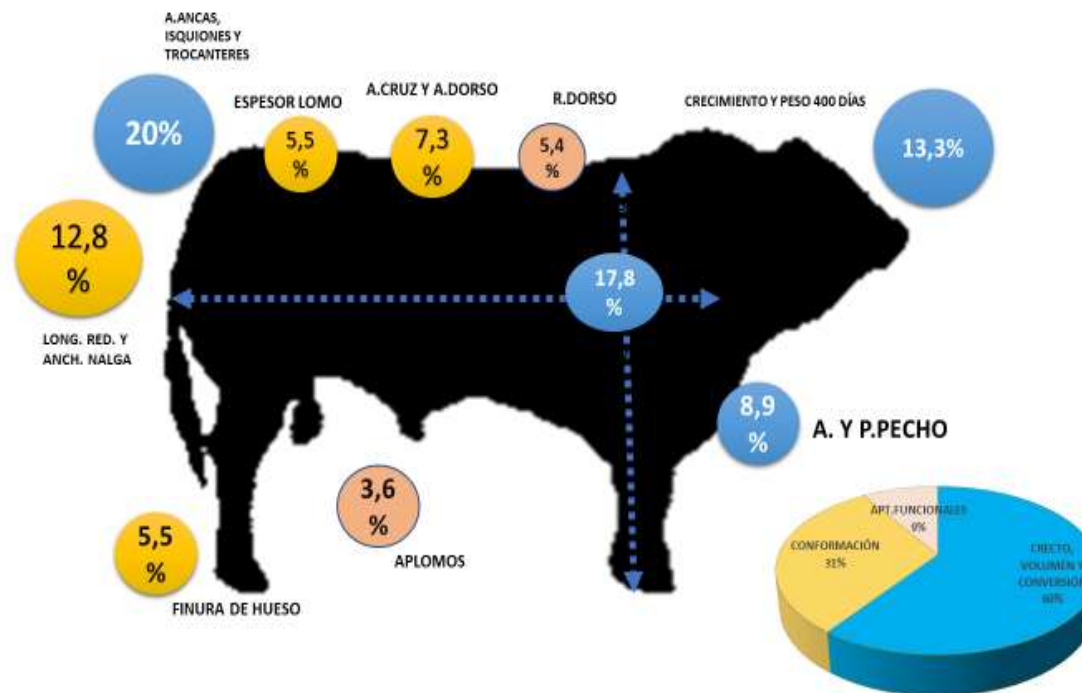 A.ANCAS,
ISQUIONES Y
TROCANTERES
20%
ESPESOR LOMO
5,5
%
A.CRUZ Y A.DORSO
7,3
%
R.DORSO
5,4
%
CRECIMIENTO Y PESO 400 DÍAS
13,3%
12,8
%
LONG. RED. Y
ANCH. NALGA
17,8
%
8,9
%
A. Y P.PECHO
3,6
%
APLOMOS
5,5
%
FINURA DE HUESO
APT.FUNCIONALES
9%
CONFORMACIÓN
31%
CRECTO,
VOLUMEN Y
CONVERSIÓN
60%